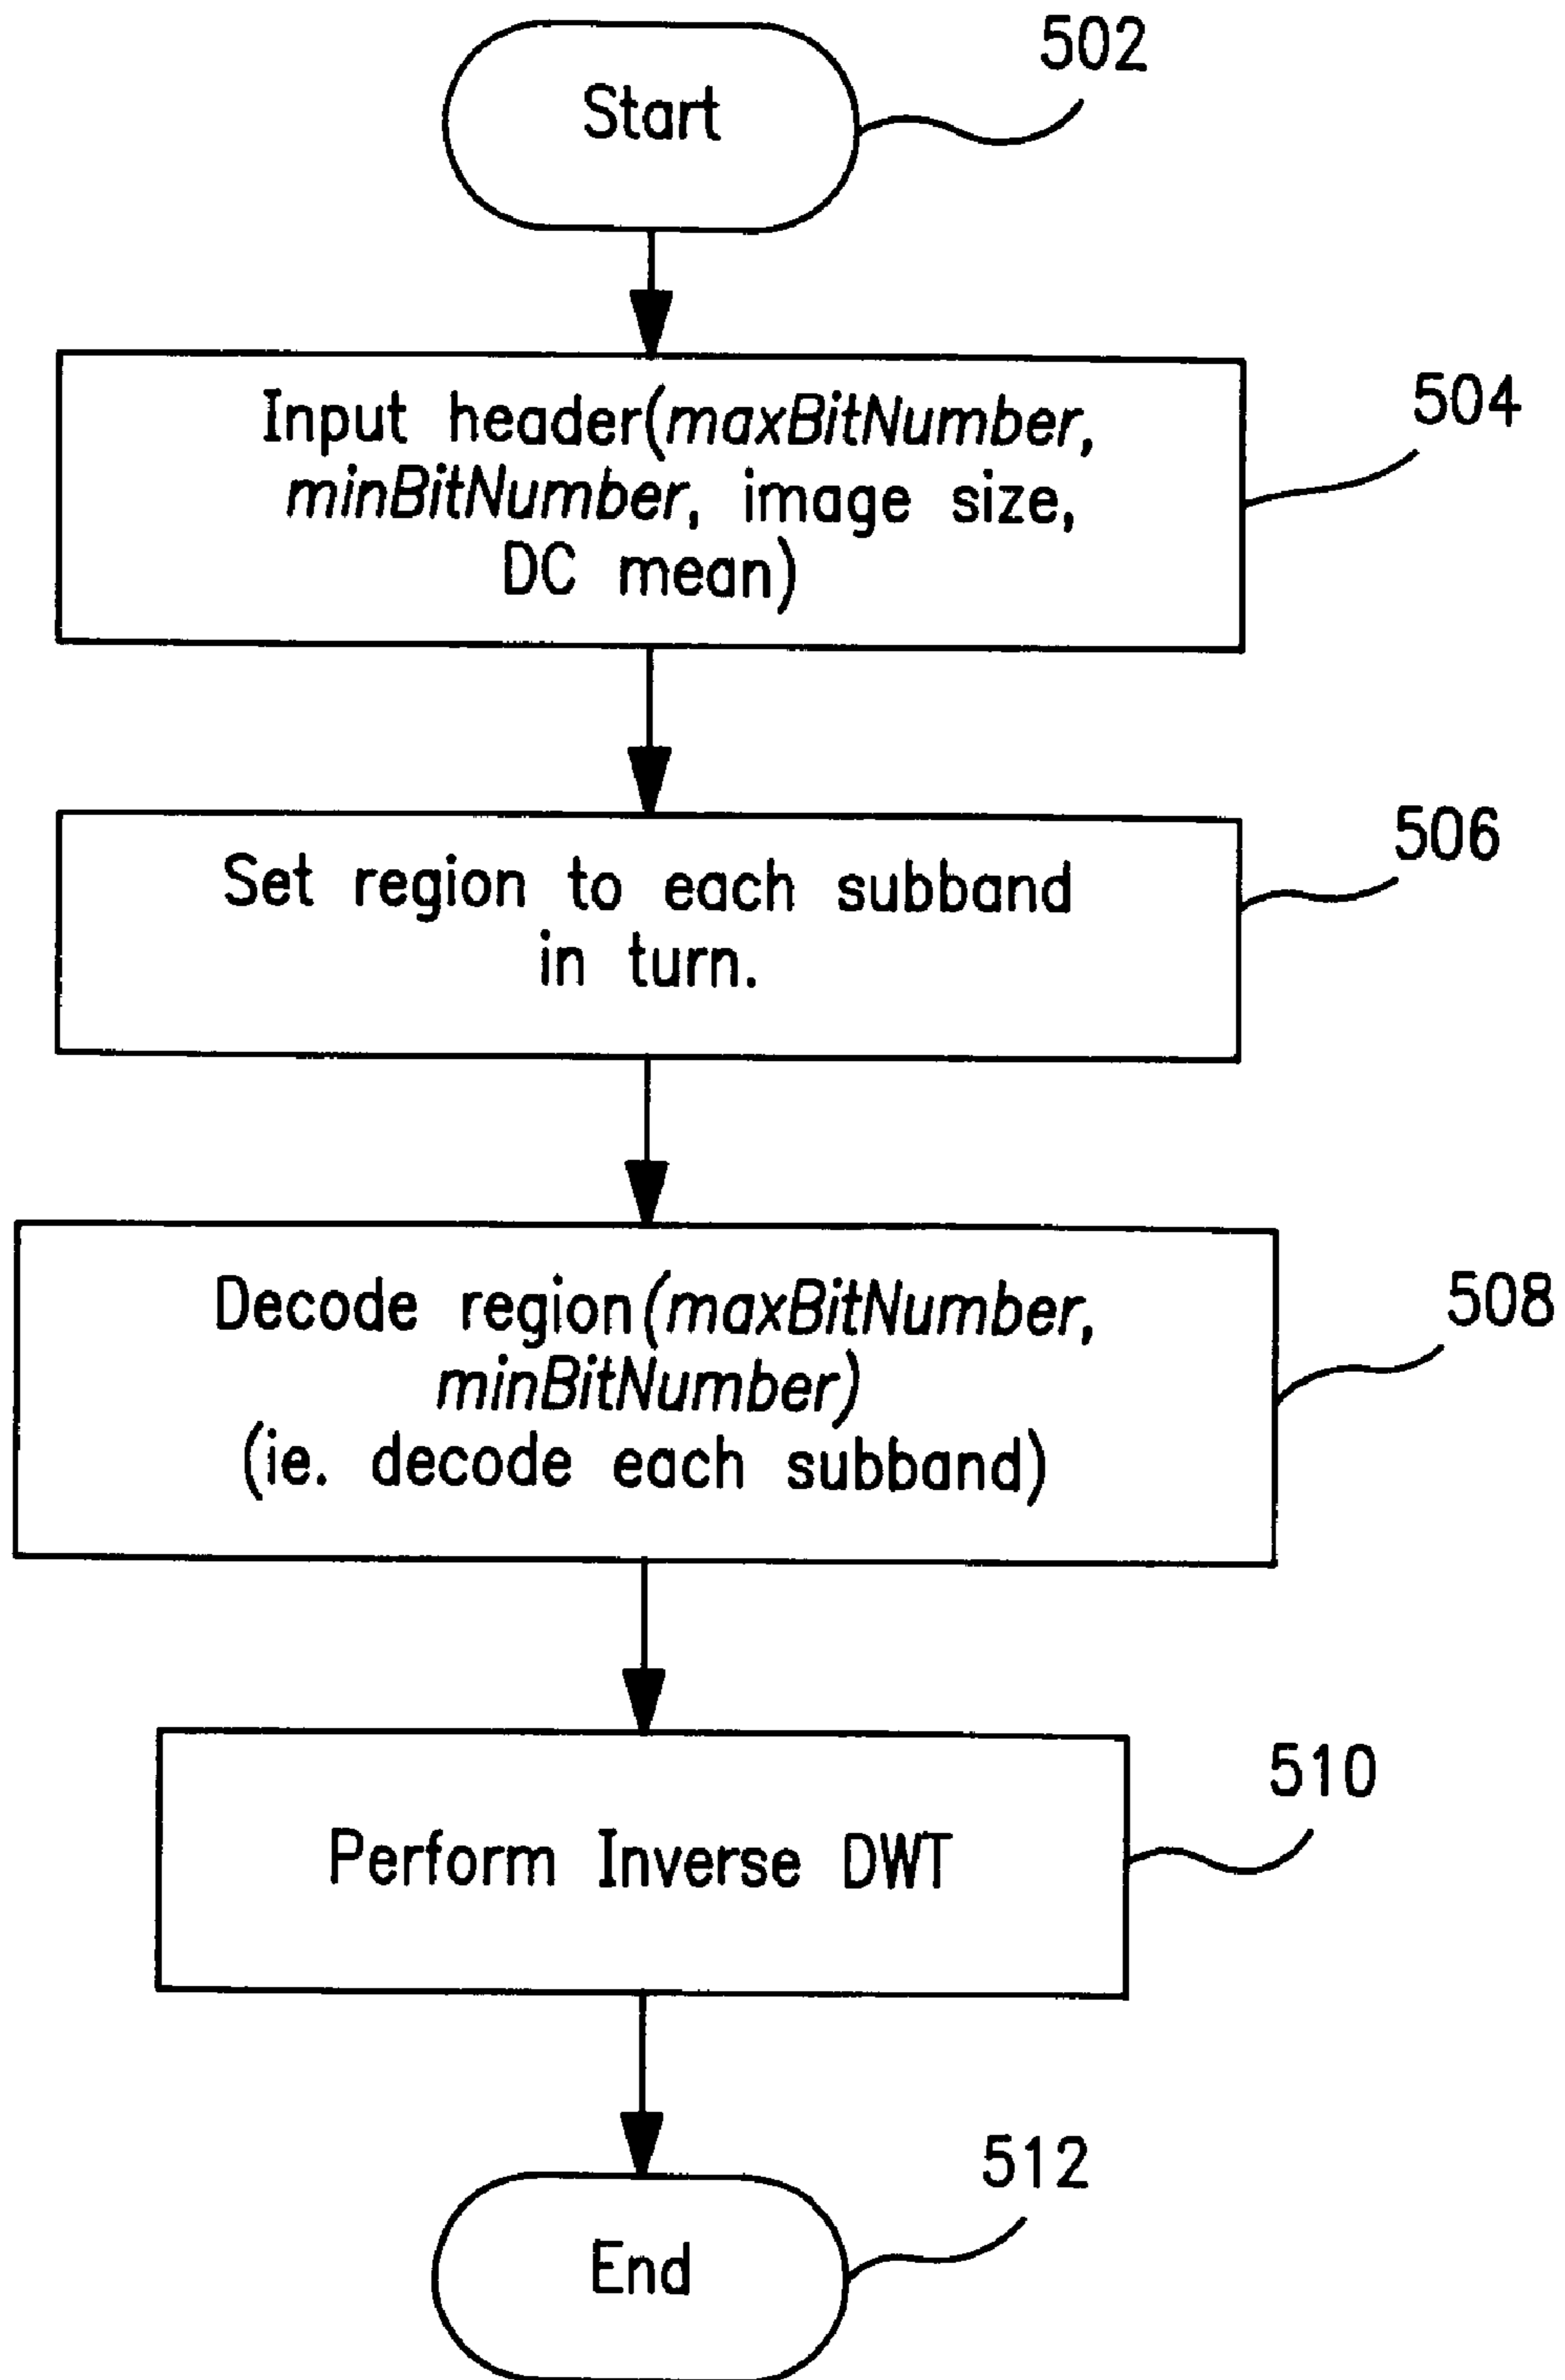 Start
502
Input header(maxBitNumber,
minBitNumber, image size,
DC mean)
504
Set region to each subband
in turn.
506
Decode region(maxBitNumber,
minBitNumber)
(ie. decode each subband)
508
Perform Inverse DWT
510
End
512